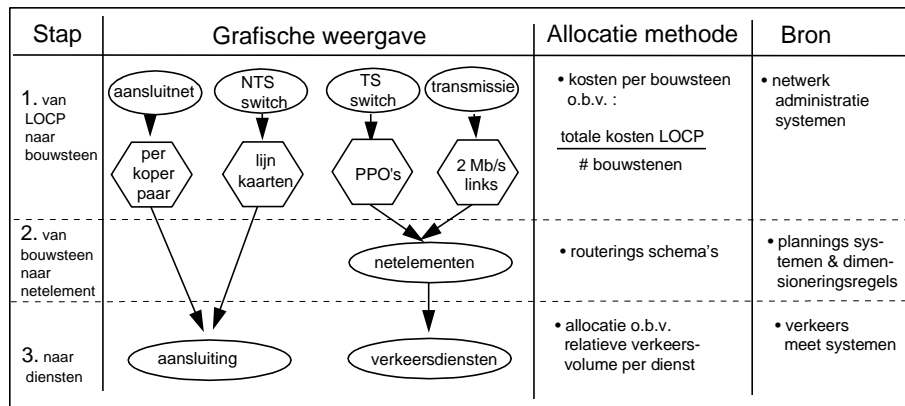 Stap
Grafische weergave
Allocatie methode
Bron
1. van
LOCP
naar
bouwsteen
aansluitnet
NTS
switch
TS
switch
transmissie
per
koper
paar
lijn
kaarten
PPO's
2 Mb/s
links
• kosten per bouwsteen
o.b.v. :
totale kosten LOCP
# bouwstenen
• netwerk
administratie
systemen
2. van
bouwsteen
naar
netelement
netelementen
• routerings schema's
• plannings sys-
temen & dimen-
sioneringsregels
3. naar
diensten
aansluiting
verkeersdiensten
• allocatie o.b.v.
relatieve verkeers-
volume per dienst
• verkeers
meet systemen